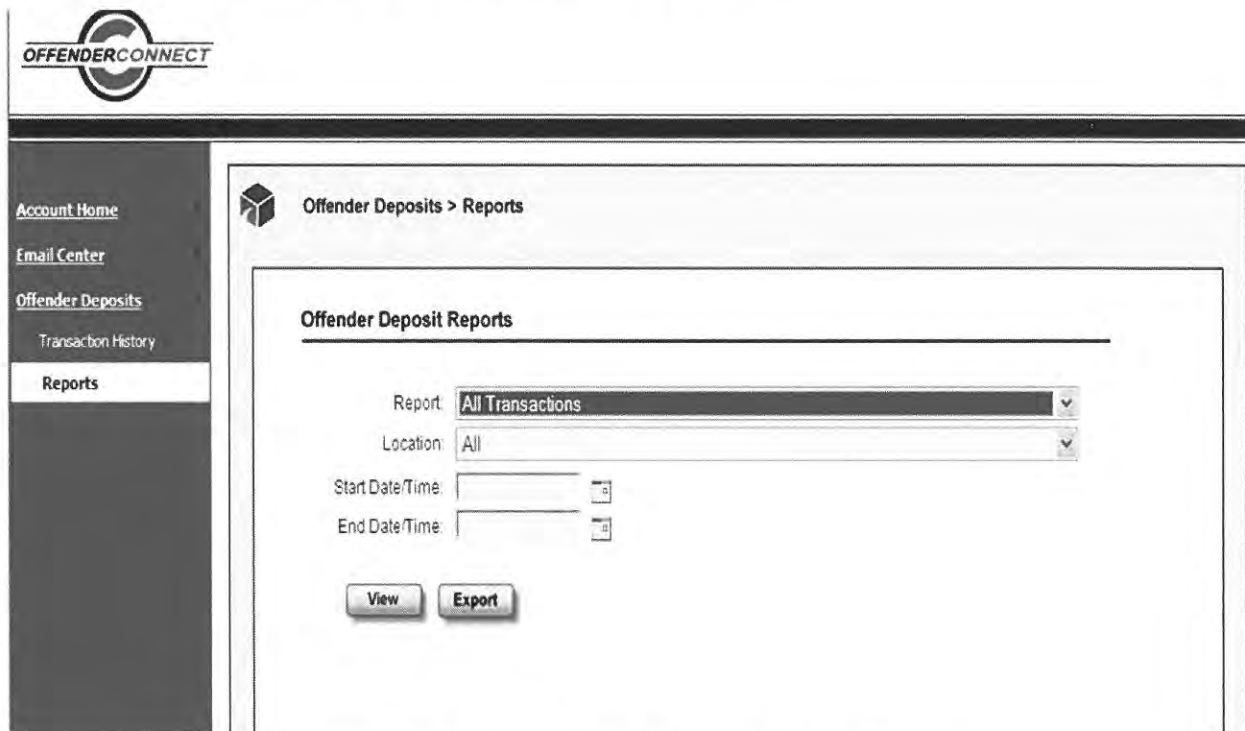 OFFENDERCONNECT
Account Home
Email Center
Offender Deposits
Transaction History
Reports
Offender Deposits > Reports
Offender Deposit Reports
Report: All Transactions
Location: All
Start Date/Time:
End Date/Time:
View Export